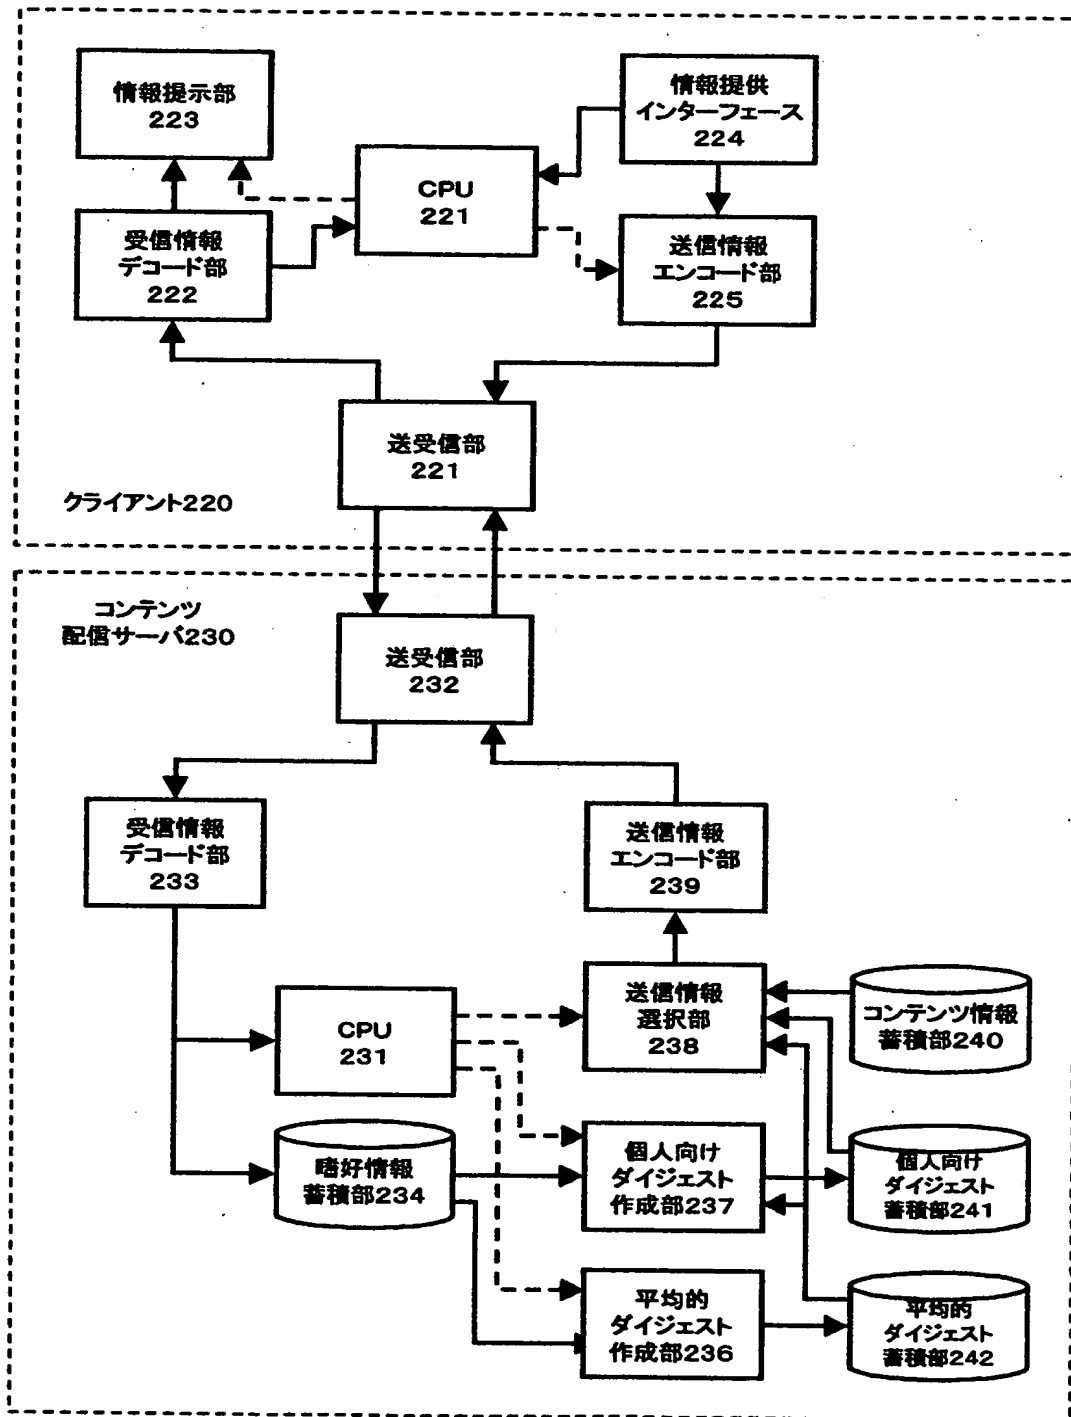 情報提示部
223
情報提供
インターフェース
224
CPU
221
受信情報
デコード部
222
送信情報
エンコード部
225
送受信部
221
クライアント220
コンテンツ
配信サーバ230
送受信部
232
受信情報
デコード部
233
送信情報
エンコード部
239
CPU
231
送信情報
選択部
238
コンテンツ情報
蓄積部240
嗜好情報
蓄積部234
個人向け
ダイジェスト
作成部237
個人向け
ダイジェスト
蓄積部241
平均的
ダイジェスト
作成部236
平均的
ダイジェスト
蓄積部242